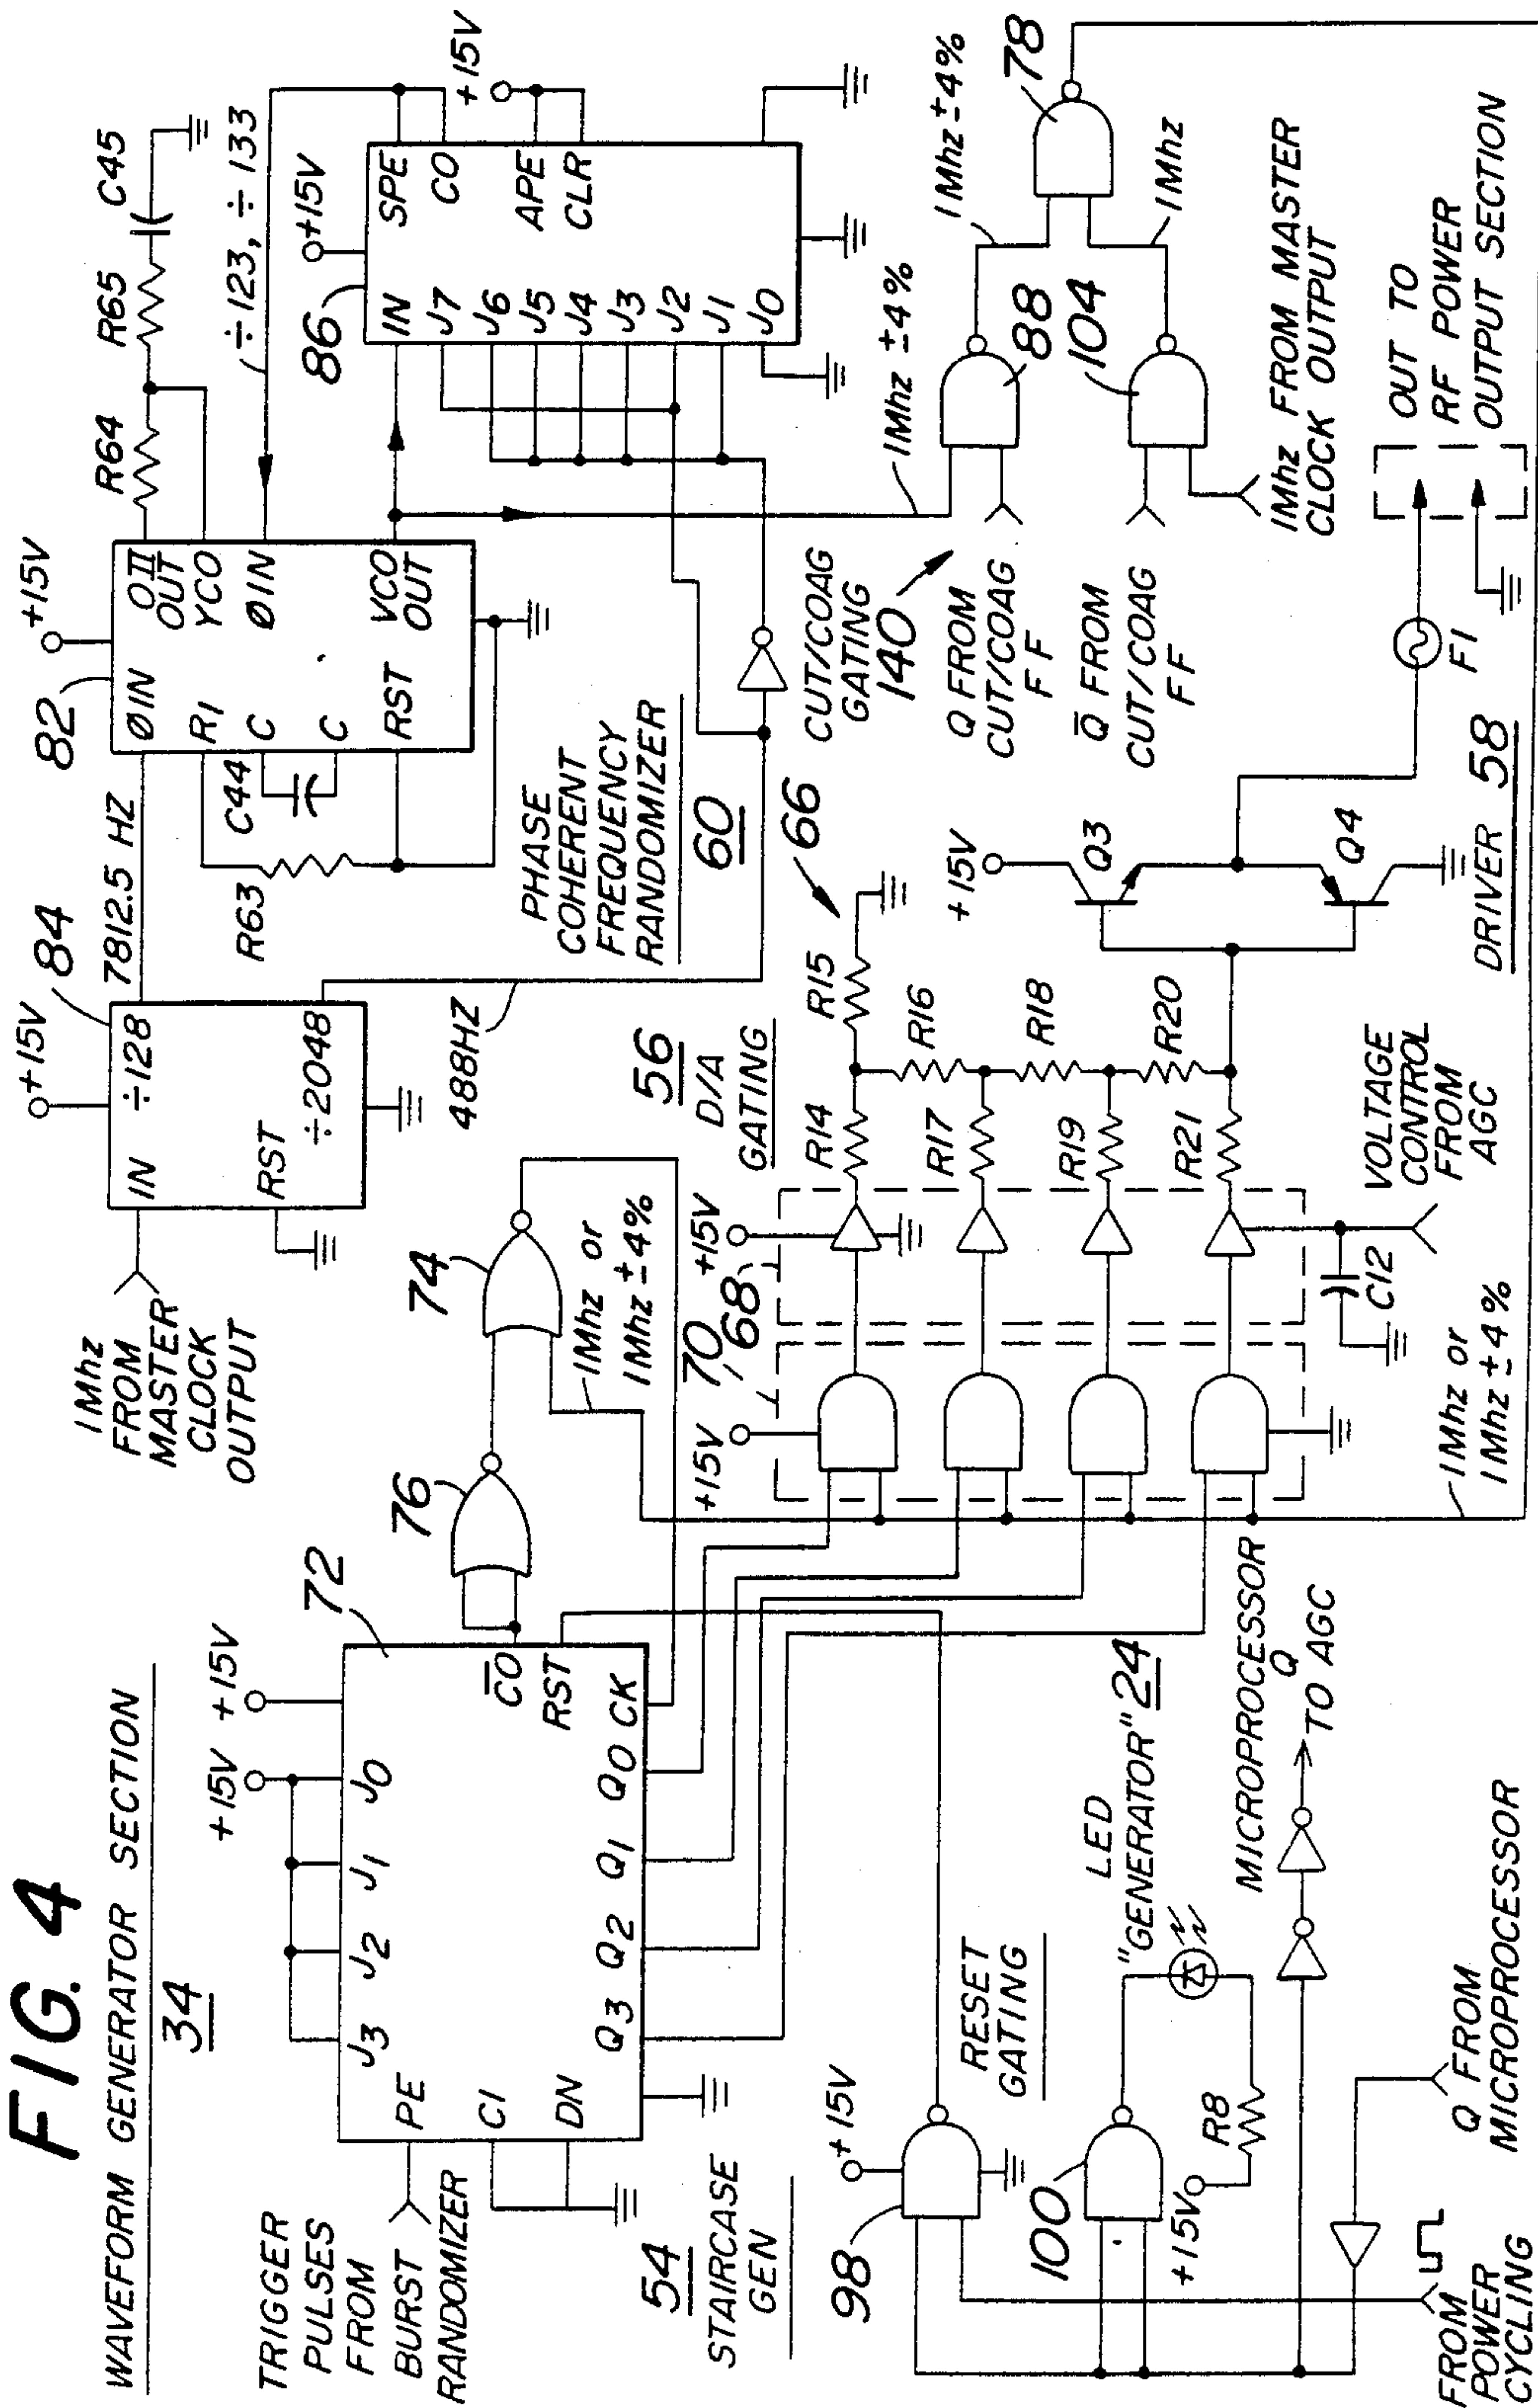 FIG. 4
WAVEFORM GENERATOR SECTION
34
TRIGGER
PULSES
FROM
BURST
RANDOMIZER
+15V
+15V
72
J3
J2
J1
J0
PE
CI
DN
C̅O̅
RST
Q3
Q2
Q1
Q0
CK
54
STAIRCASE
GEN
76
74
1Mhz or
1Mhz ±4%
1Mhz
FROM
MASTER
CLOCK
OUTPUT
+15V
84
IN
÷128
RST
÷2048
7812.5 HZ
488HZ
+15V
82
ØIN
R1
C
C
RST
OII
OUT
YCO
ØIN
VCO
OUT
C44
R63
R64
R65
C45
÷123, ÷133
PHASE
COHERENT
FREQUENCY
RANDOMIZER
60
86
+15V
IN
J7
J6
J5
J4
J3
J2
J1
J0
SPE
CO
APE
CLR
+15V
1Mhz ±4%
CUT/COAG
GATING
140
Q FROM
CUT/COAG
FF
Q̅ FROM
CUT/COAG
FF
88
104
1Mhz ±4%
1Mhz
78
1Mhz FROM MASTER
CLOCK OUTPUT
56
D/A
GATING
66
+15V
70
68
+15V
R14
R15
R16
R17
R18
R19
R20
R21
C12
VOLTAGE
CONTROL
FROM
AGC
1Mhz or
1Mhz ±4%
+15V
Q3
Q4
DRIVER 58
F1
OUT TO
RF POWER
OUTPUT SECTION
98
+15V
RESET
GATING
100
+15V
R8
LED
"GENERATOR" 24
MICROPROCESSOR
Q
TO AGC
Q FROM
MICROPROCESSOR
FROM
POWER
CYCLING